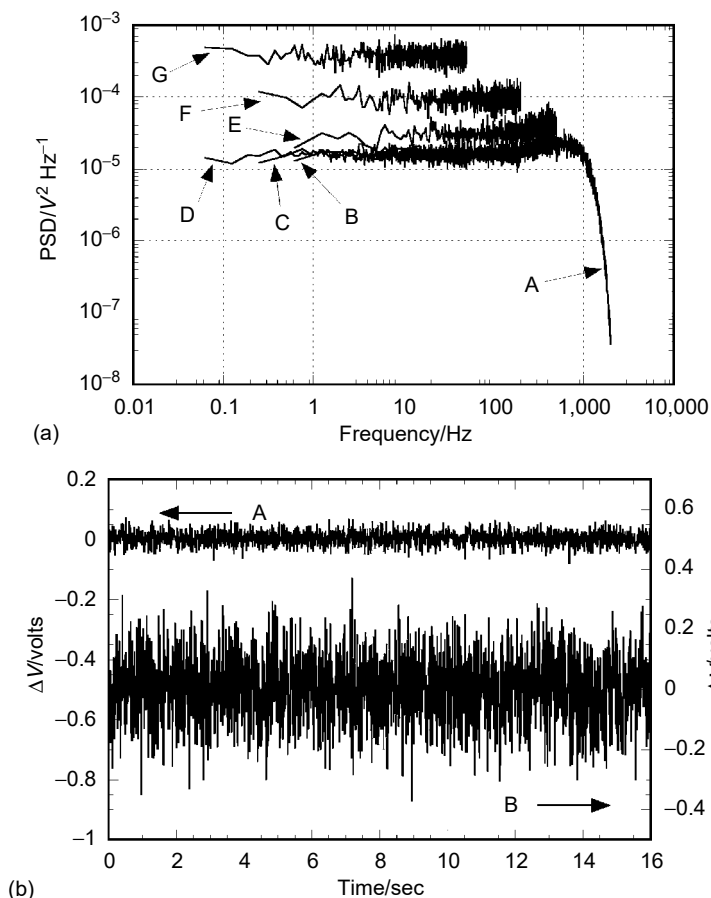 10⁻³
G
10⁻⁴
F
E
PSD/V² Hz⁻¹
10⁻⁵
D
C
B
10⁻⁶
A
10⁻⁷
10⁻⁸
0.01 0.1 1 10 100 1,000 10,000
(a)
Frequency/Hz
0.2
A
0.6
0
0.4
–0.2
ΔV/volts
0.2
–0.4
0
–0.6
–0.2
–0.8
B
–0.4
–1
0 2 4 6 8 10 12 14 16
(b)
Time/sec